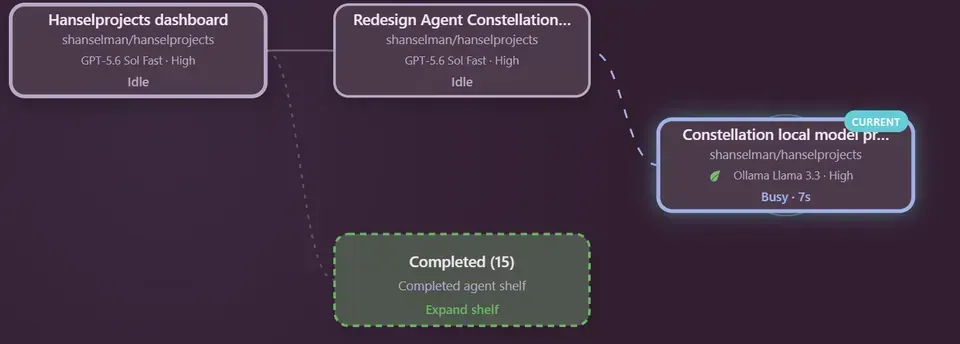 Hanselprojects dashboard
shanselman/hanselprojects
GPT-5.6 Sol Fast · High
Idle
Redesign Agent Constellation...
shanselman/hanselprojects
GPT-5.6 Sol Fast · High
Idle
CURRENT
Constellation local model pr...
shanselman/hanselprojects
Ollama Llama 3.3 · High
Busy · 7s
Completed (15)
Completed agent shelf
Expand shelf